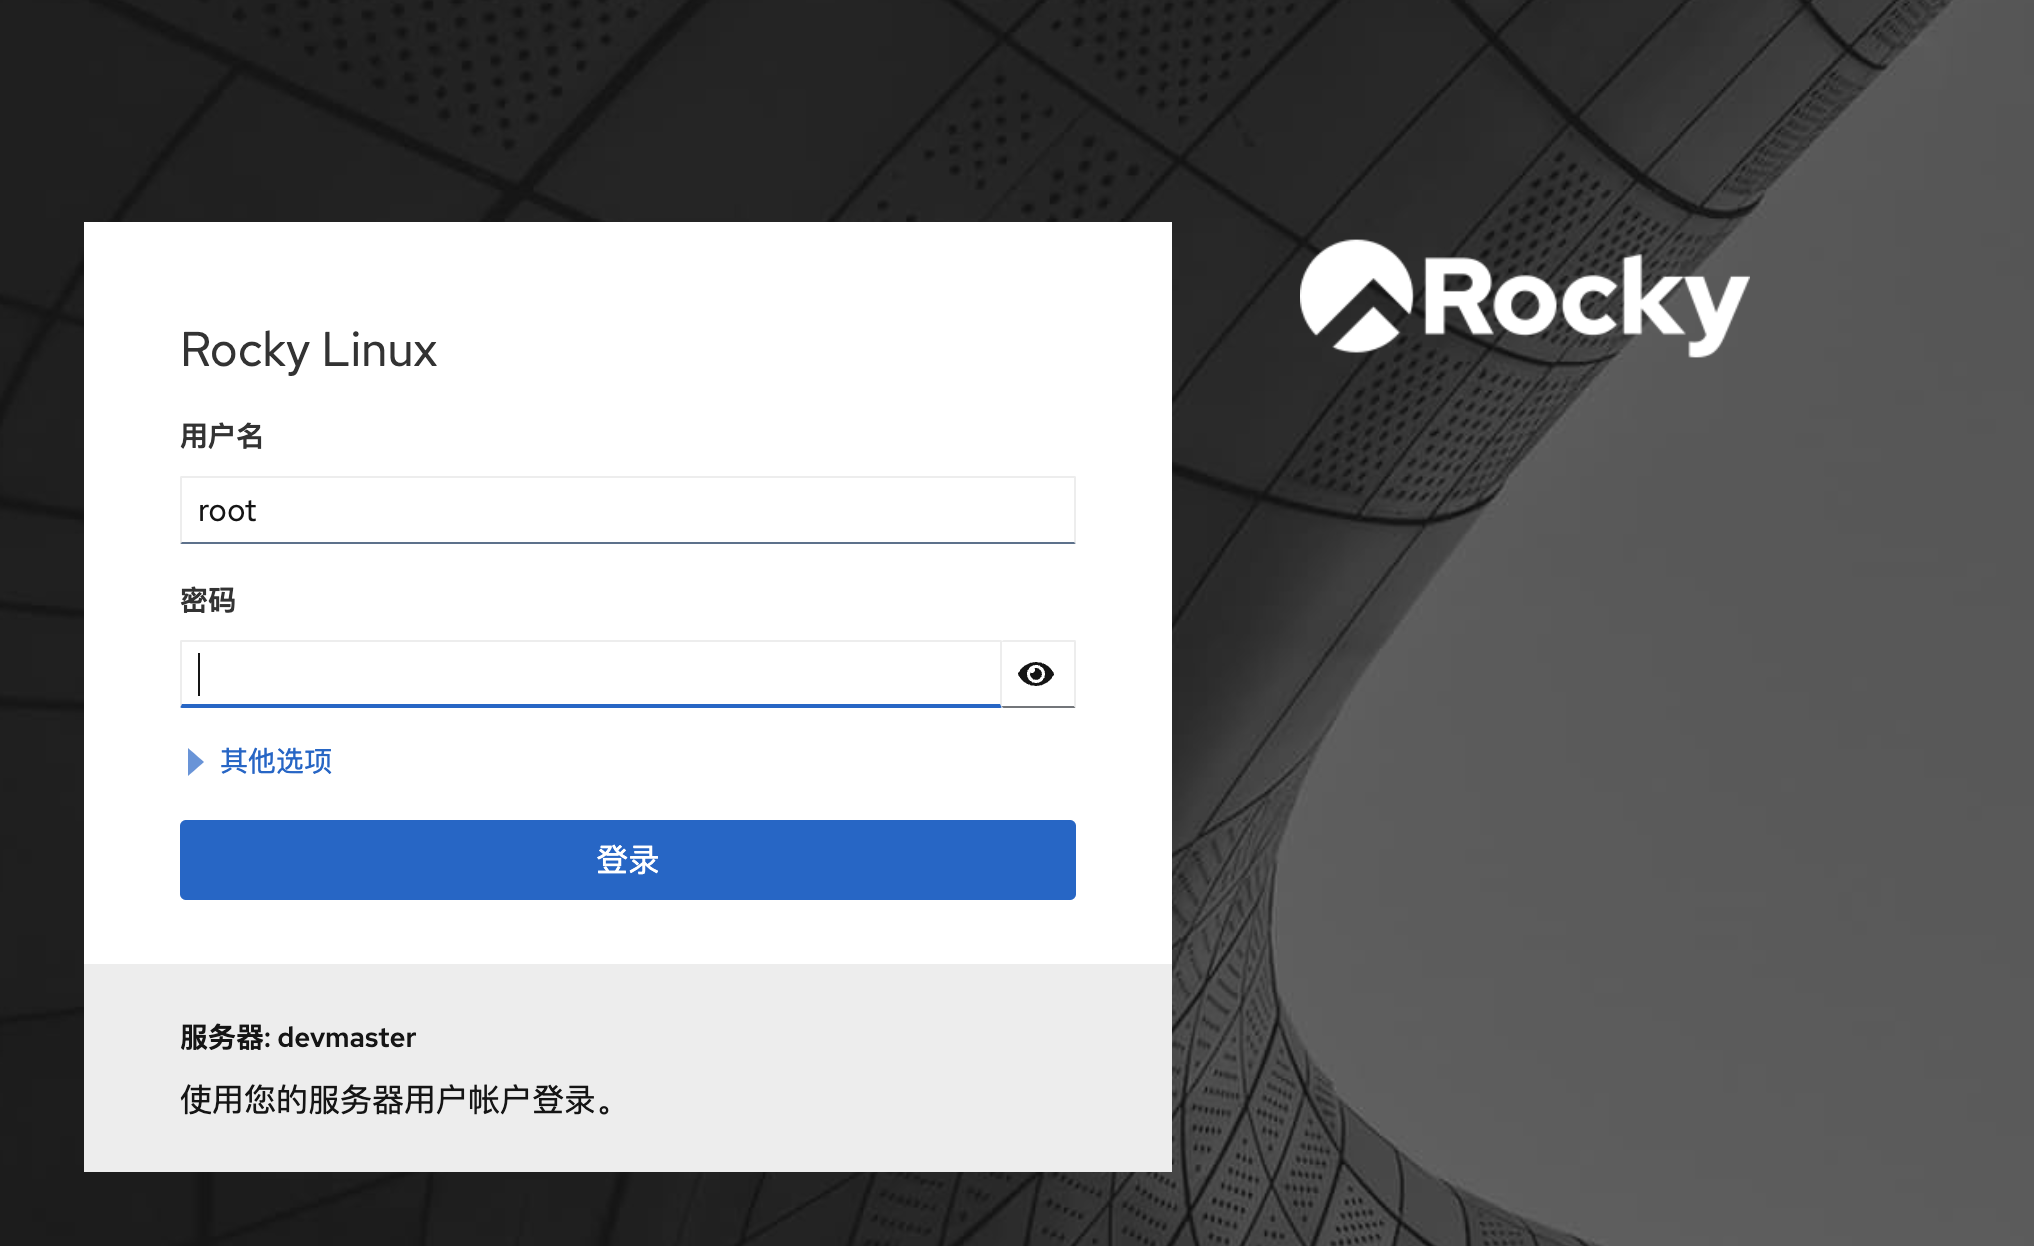 Rocky Linux
用户名
root
密码
其他选项
登录
服务器: devmaster
使用您的服务器用户帐户登录。
Rocky